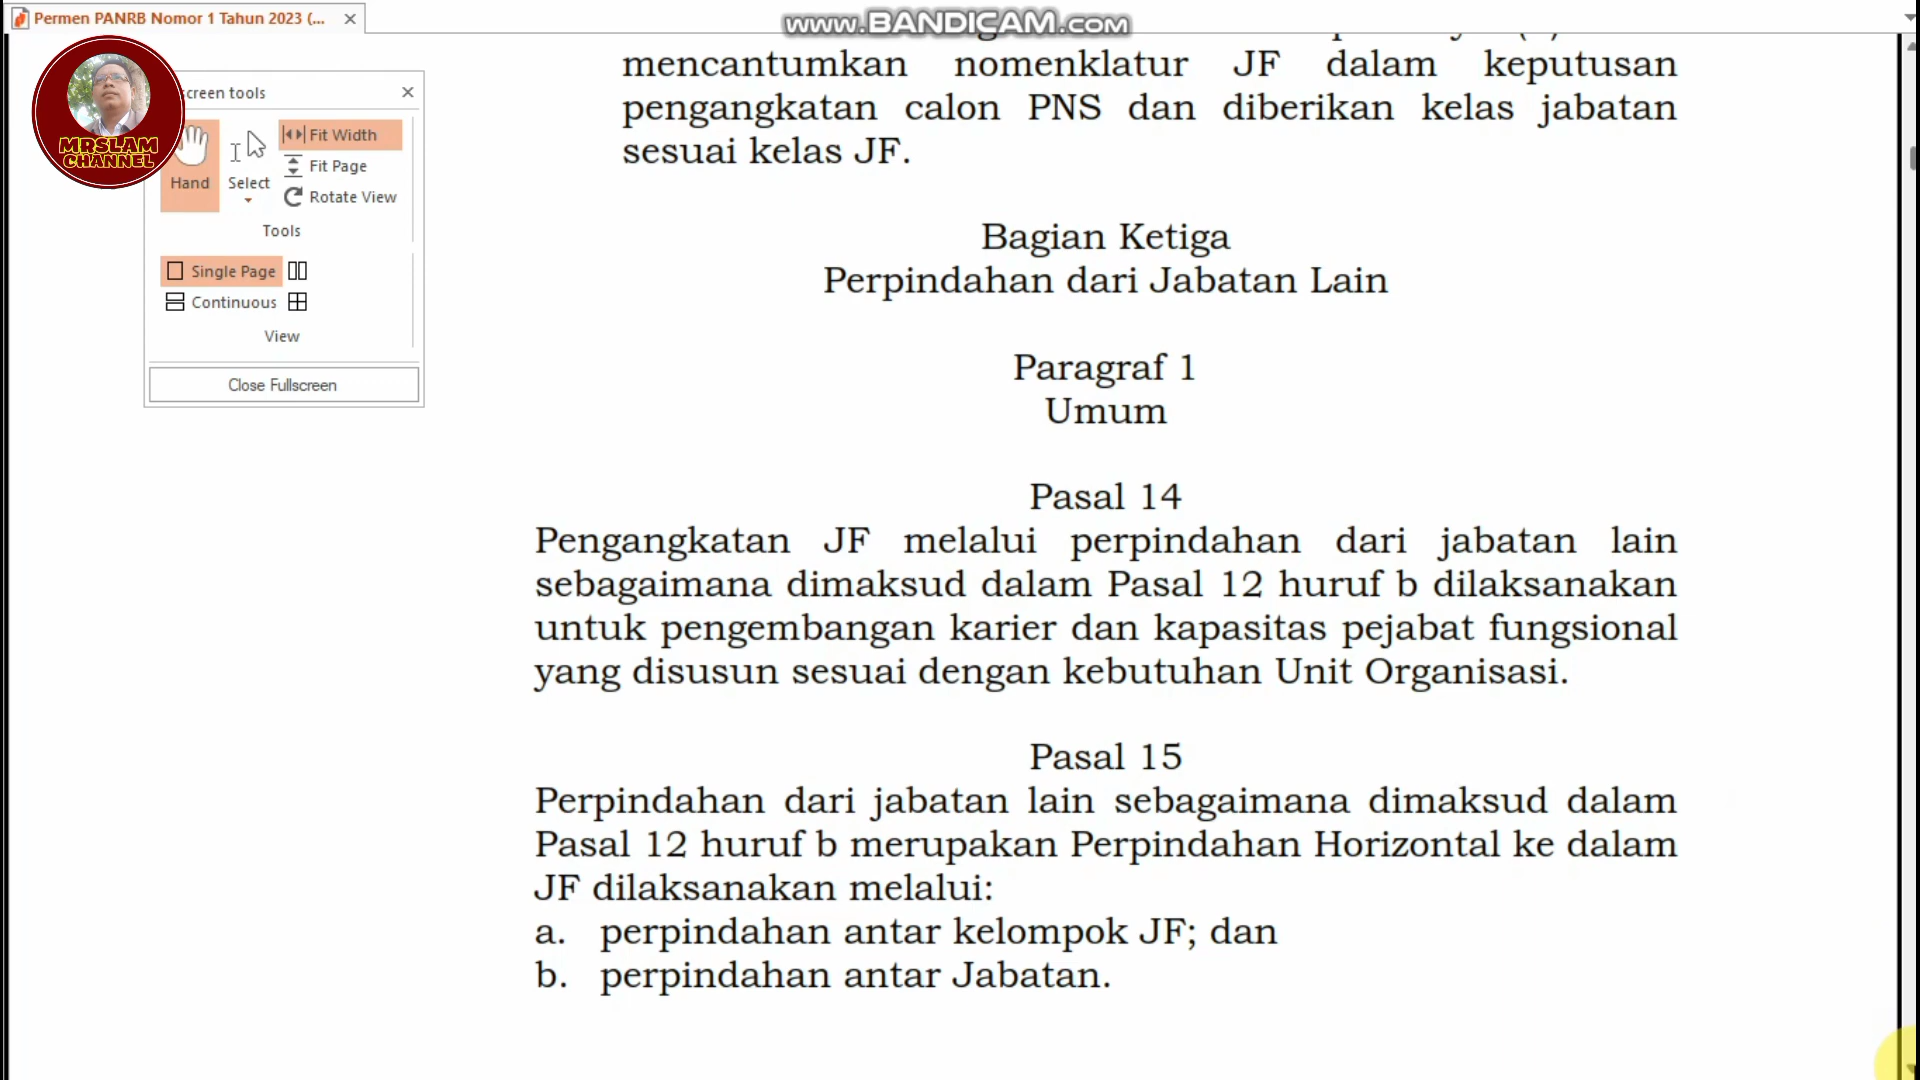 Permen PANRB Nomor 1 Tahun 2023 (...
www.BANDICAM.com
MRSLAM
CHANNEL
screen tools
Hand
Select
Fit Width
Fit Page
Rotate View
Tools
Single Page
Continuous
View
Close Fullscreen
mencantumkan nomenklatur JF dalam keputusan
pengangkatan calon PNS dan diberikan kelas jabatan
sesuai kelas JF.
Bagian Ketiga
Perpindahan dari Jabatan Lain
Paragraf 1
Umum
Pasal 14
Pengangkatan JF melalui perpindahan dari jabatan lain
sebagaimana dimaksud dalam Pasal 12 huruf b dilaksanakan
untuk pengembangan karier dan kapasitas pejabat fungsional
yang disusun sesuai dengan kebutuhan Unit Organisasi.
Pasal 15
Perpindahan dari jabatan lain sebagaimana dimaksud dalam
Pasal 12 huruf b merupakan Perpindahan Horizontal ke dalam
JF dilaksanakan melalui:
a. perpindahan antar kelompok JF; dan
b. perpindahan antar Jabatan.